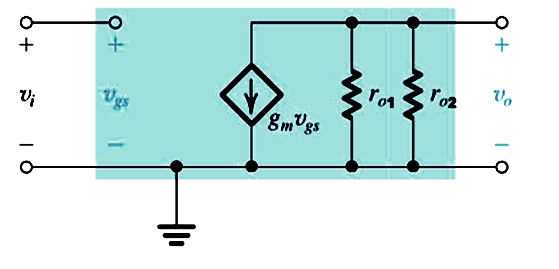 + + +
v_i v_gs g_m v_gs r_o1 r_o2 v_o
− − −